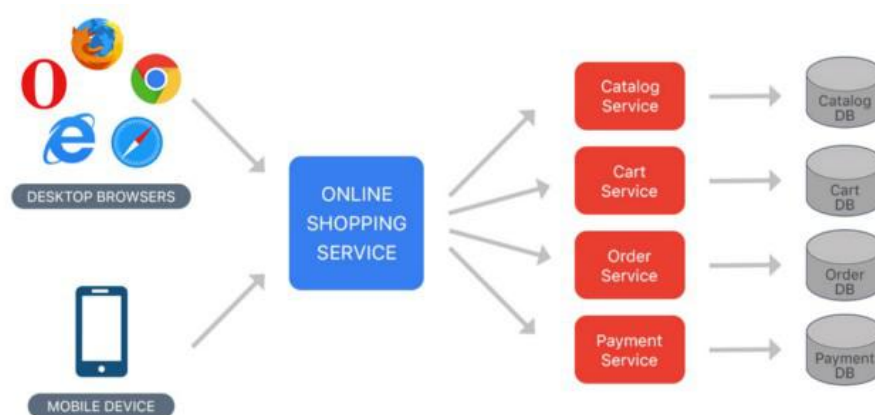 DESKTOP BROWSERS
MOBILE DEVICE
ONLINE
SHOPPING
SERVICE
Catalog
Service
Cart
Service
Order
Service
Payment
Service
Catalog
DB
Cart
DB
Order
DB
Payment
DB